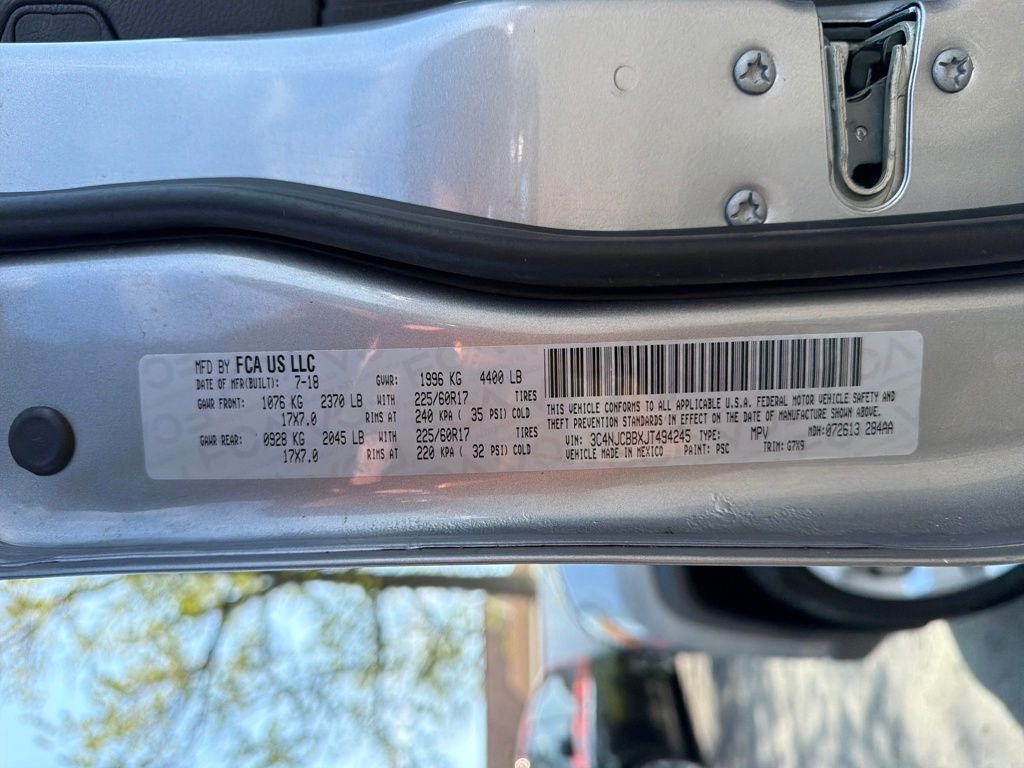 MFD BY FCA US LLC
DATE OF MFR(BUILT): 7-18 GVWR: 1996 KG 4400 LB
GAWR FRONT: 1076 KG 2370 LB WITH 225/60R17 TIRES
17X7.0 RIMS AT 240 KPA ( 35 PSI) COLD
GAWR REAR: 0928 KG 2045 LB WITH 225/60R17 TIRES
17X7.0 RIMS AT 220 KPA ( 32 PSI) COLD
THIS VEHICLE CONFORMS TO ALL APPLICABLE U.S.A. FEDERAL MOTOR VEHICLE SAFETY AND
THEFT PREVENTION STANDARDS IN EFFECT ON THE DATE OF MANUFACTURE SHOWN ABOVE.
VIN: 3C4NJCBBXJT494245 TYPE: MPV MDH:072613 284AA
VEHICLE MADE IN MEXICO PAINT: PSC TRIM: G7X9